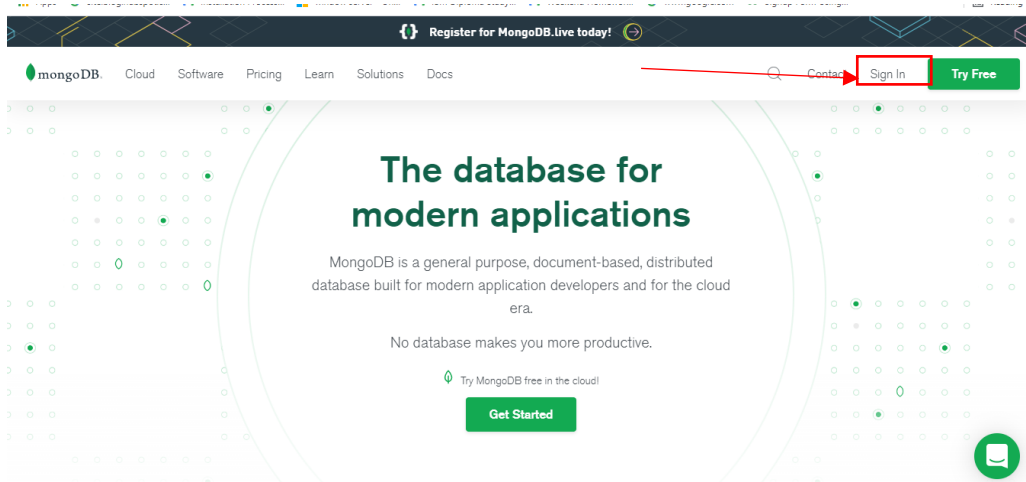 Apps
Register for MongoDB.live today!
mongoDB.
Cloud
Software
Pricing
Learn
Solutions
Docs
Contact
Sign In
Try Free
The database for
modern applications
MongoDB is a general purpose, document-based, distributed
database built for modern application developers and for the cloud
era.
No database makes you more productive.
Try MongoDB free in the cloud!
Get Started